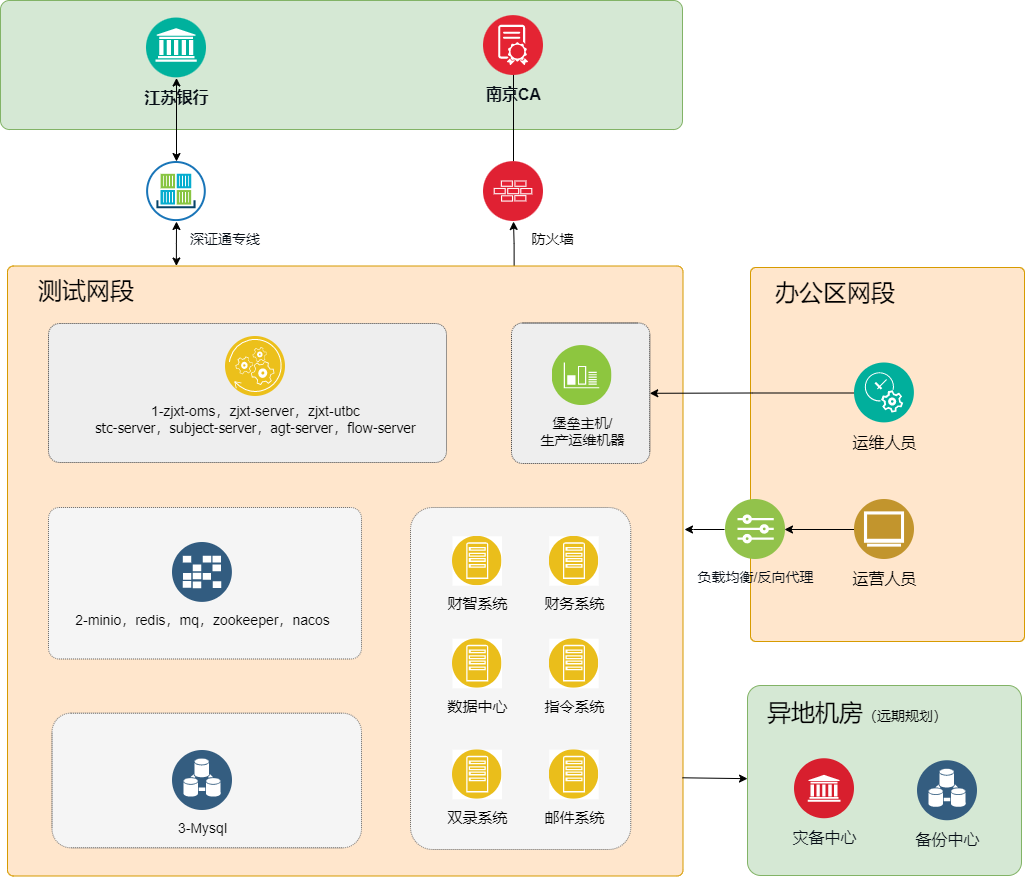 江苏银行
南京CA
深证通专线
防火墙
测试网段
1-zjxt-oms，zjxt-server，zjxt-utbc
stc-server，subject-server，agt-server，flow-server
堡垒主机/
生产运维机器
2-minio，redis，mq，zookeeper，nacos
3-Mysql
财智系统
财务系统
数据中心
指令系统
双录系统
邮件系统
办公区网段
运维人员
负载均衡/反向代理
运营人员
异地机房（远期规划）
灾备中心
备份中心